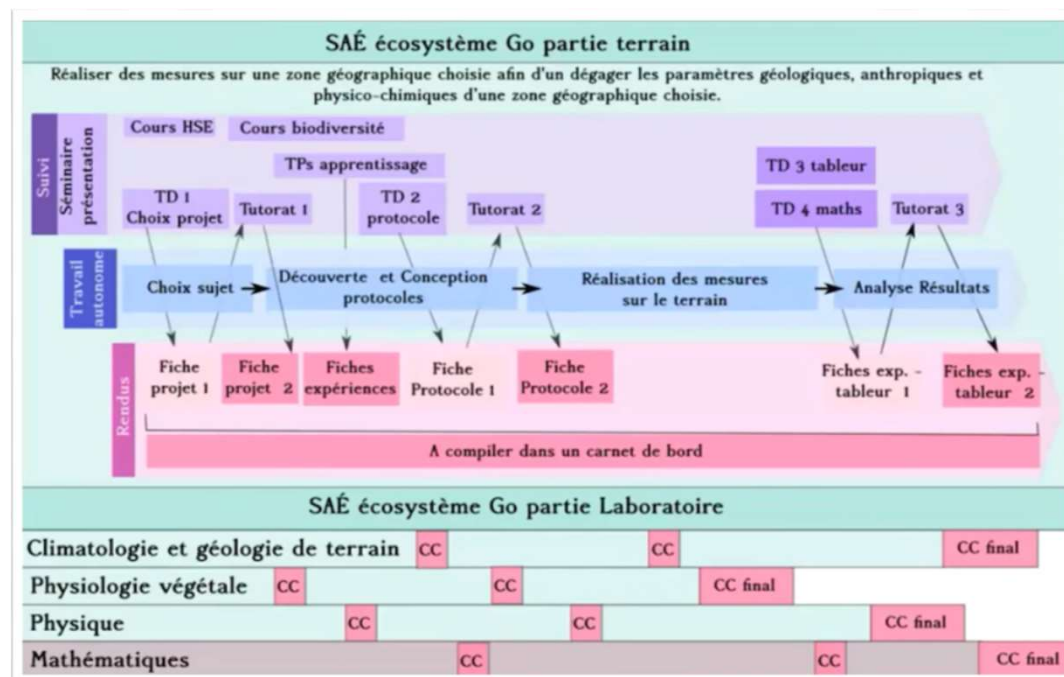 SAÉ écosystème Go partie terrain
Réaliser des mesures sur une zone géographique choisie afin d'un dégager les paramètres géologiques, anthropiques et
physico-chimiques d'une zone géographique choisie.
Suivi
Séminaire
présentation
Cours HSE
Cours biodiversité
TPs apprentissage
TD 1
Choix projet
Tutorat 1
TD 2
protocole
Tutorat 2
TD 3 tableur
TD 4 maths
Tutorat 3
Travail
autonome
Choix sujet
Découverte et Conception
protocoles
Réalisation des mesures
sur le terrain
Analyse Résultats
Rendus
Fiche
projet 1
Fiche
projet 2
Fiches
expériences
Fiche
Protocole 1
Fiche
Protocole 2
Fiches exp. -
tableur 1
Fiches exp. -
tableur 2
A compiler dans un carnet de bord
SAÉ écosystème Go partie Laboratoire
Climatologie et géologie de terrain CC CC CC final
Physiologie végétale CC CC CC final
Physique CC CC CC final
Mathématiques CC CC CC final